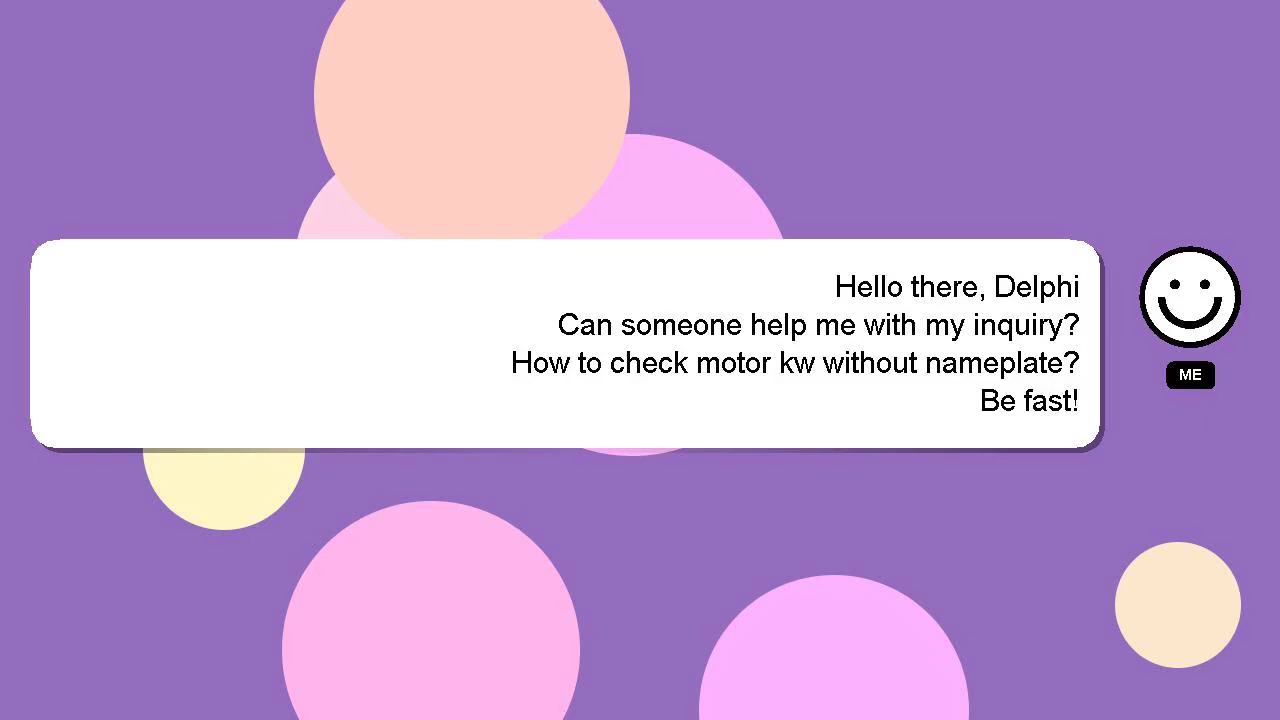 Hello there, Delphi
Can someone help me with my inquiry?
How to check motor kw without nameplate?
Be fast!
ME